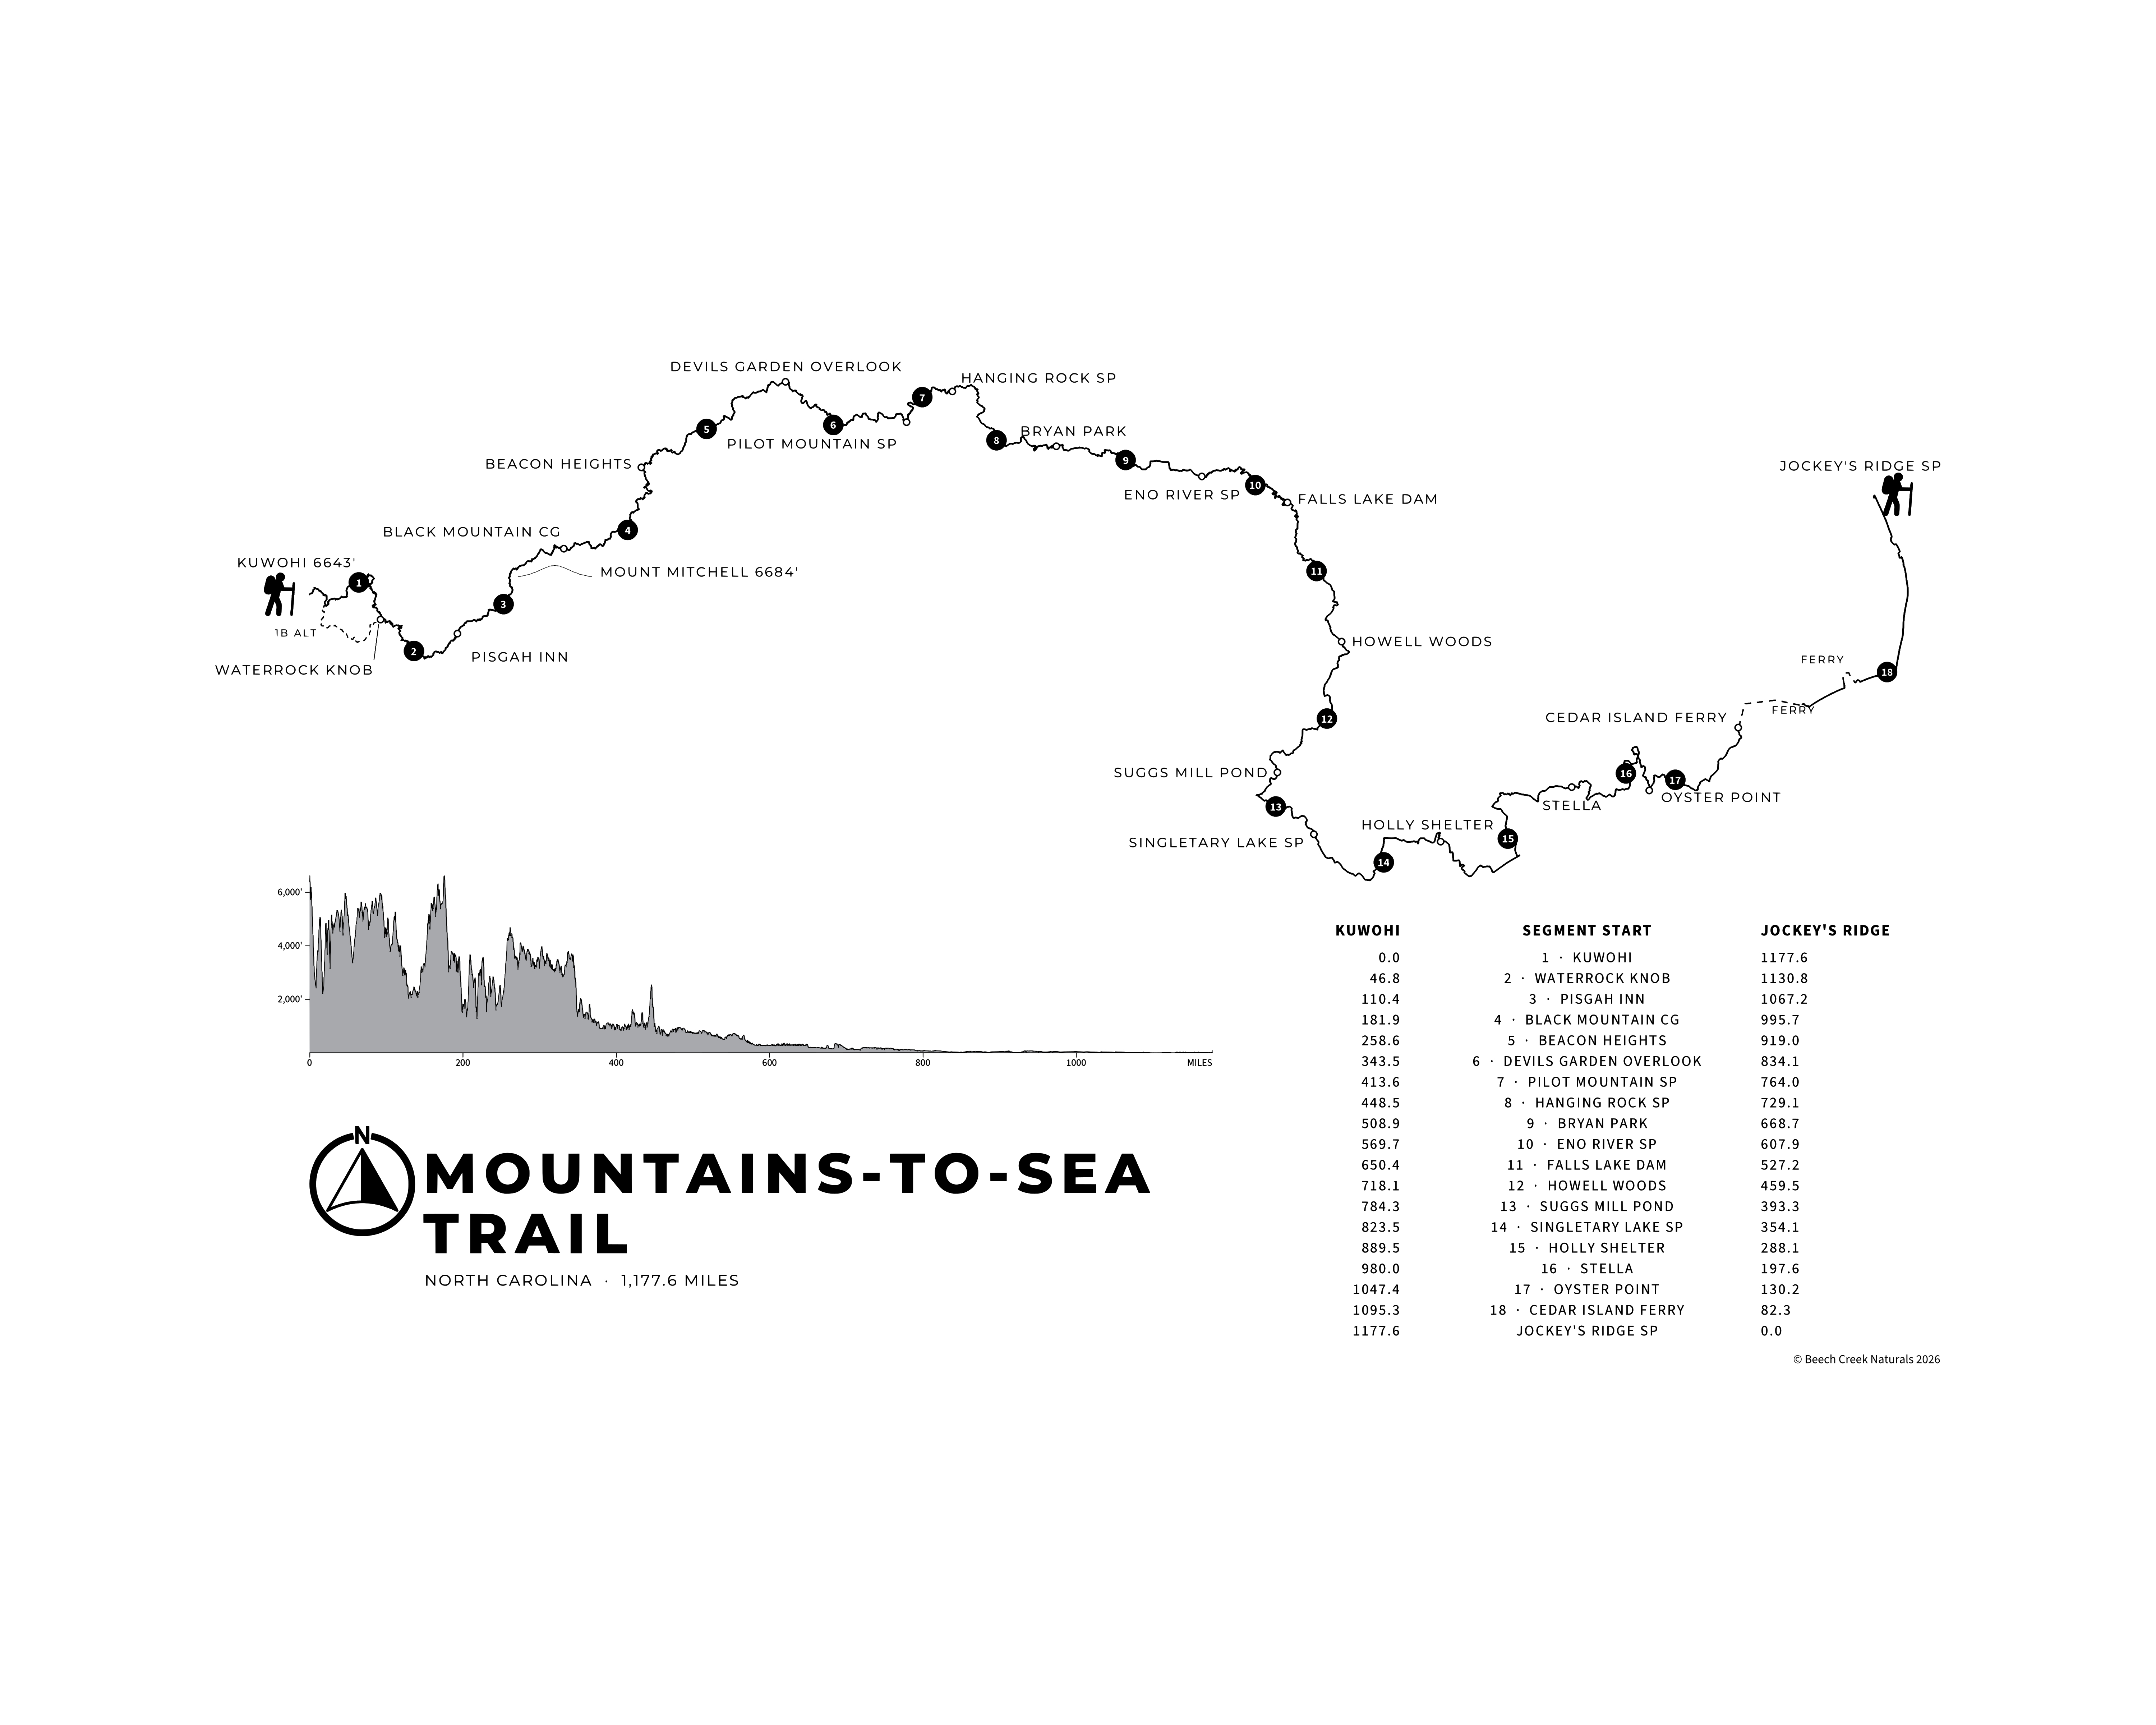 DEVILS GARDEN OVERLOOK
HANGING ROCK SP
7
6
5
PILOT MOUNTAIN SP
8
BRYAN PARK
9
BEACON HEIGHTS
JOCKEY'S RIDGE SP
10
ENO RIVER SP
FALLS LAKE DAM
BLACK MOUNTAIN CG
4
KUWOHI 6643'
MOUNT MITCHELL 6684'
11
1
3
1B ALT
2
HOWELL WOODS
PISGAH INN
WATERROCK KNOB
FERRY
18
FERRY
12
CEDAR ISLAND FERRY
SUGGS MILL POND
16
17
OYSTER POINT
13
STELLA
HOLLY SHELTER
15
SINGLETARY LAKE SP
14
6,000'
4,000'
2,000'
0 200 400 600 800 1000 MILES
KUWOHI SEGMENT START JOCKEY'S RIDGE
0.0 1 · KUWOHI 1177.6
46.8 2 · WATERROCK KNOB 1130.8
110.4 3 · PISGAH INN 1067.2
181.9 4 · BLACK MOUNTAIN CG 995.7
258.6 5 · BEACON HEIGHTS 919.0
343.5 6 · DEVILS GARDEN OVERLOOK 834.1
413.6 7 · PILOT MOUNTAIN SP 764.0
448.5 8 · HANGING ROCK SP 729.1
508.9 9 · BRYAN PARK 668.7
569.7 10 · ENO RIVER SP 607.9
650.4 11 · FALLS LAKE DAM 527.2
718.1 12 · HOWELL WOODS 459.5
784.3 13 · SUGGS MILL POND 393.3
823.5 14 · SINGLETARY LAKE SP 354.1
889.5 15 · HOLLY SHELTER 288.1
980.0 16 · STELLA 197.6
1047.4 17 · OYSTER POINT 130.2
1095.3 18 · CEDAR ISLAND FERRY 82.3
1177.6 JOCKEY'S RIDGE SP 0.0
N
MOUNTAINS-TO-SEA
TRAIL
NORTH CAROLINA · 1,177.6 MILES
© Beech Creek Naturals 2026